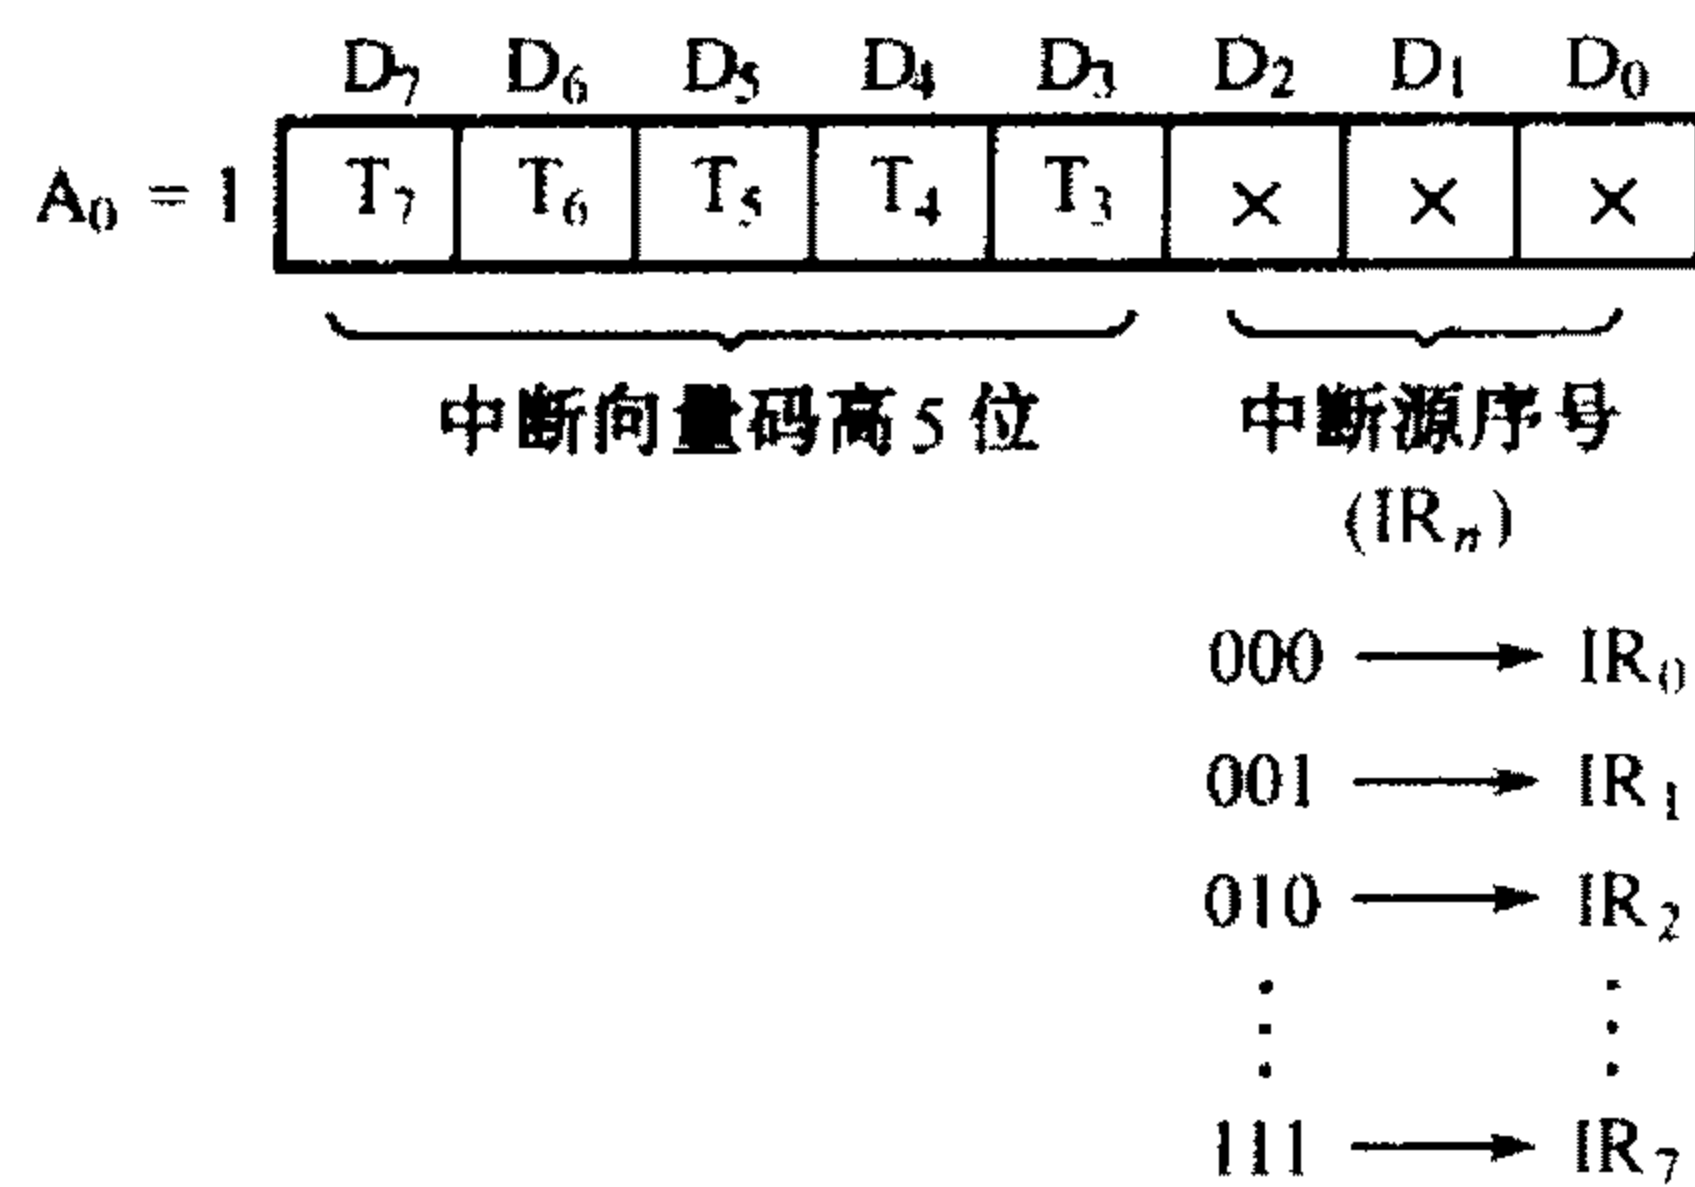 D₇ D₆ D₅ D₄ D₃ D₂ D₁ D₀
A₀ = 1 T₇ T₆ T₅ T₄ T₃ × × ×
中断向量码高5位 中断源序号
(IRₙ)
000 → IR₀
001 → IR₁
010 → IR₂
111 → IR₇